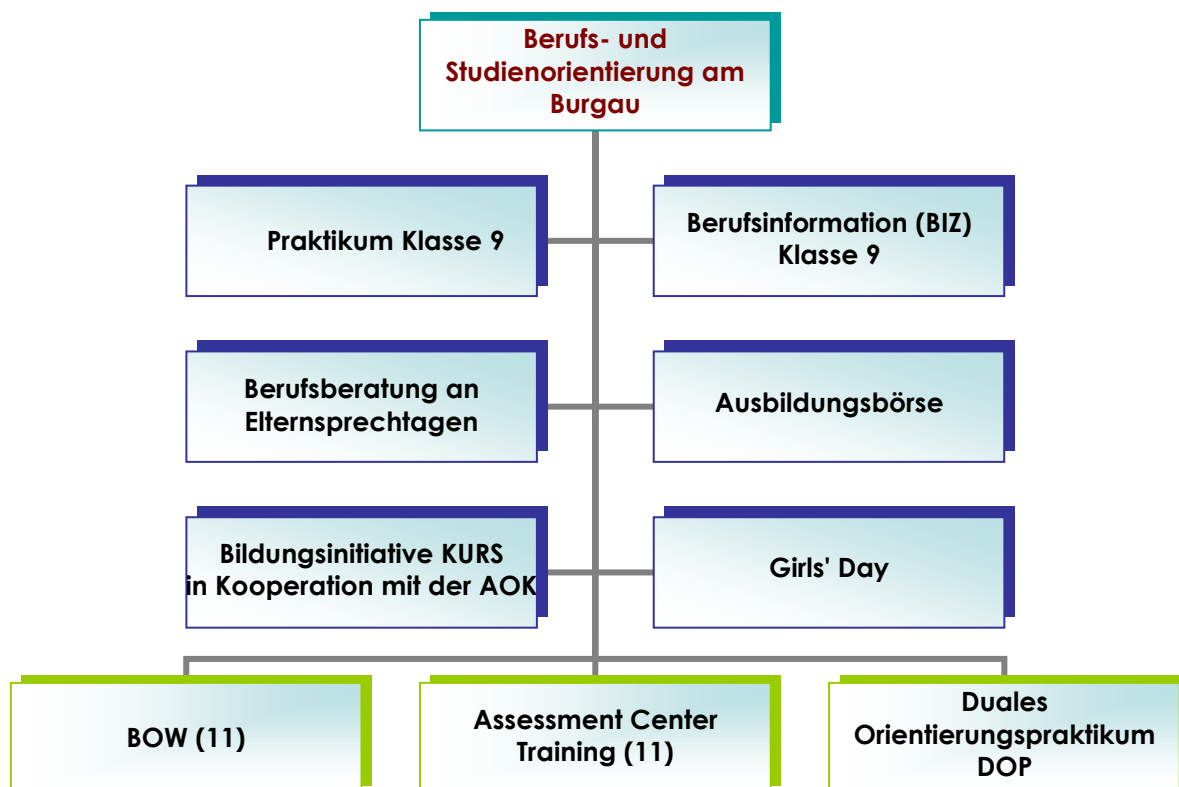 Berufs- und
Studienorientierung am
Burgau
Praktikum Klasse 9
Berufsinformation (BIZ)
Klasse 9
Berufsberatung an
Elternsprechtagen
Ausbildungsbörse
Bildungsinitiative KURS
in Kooperation mit der AOK
Girls' Day
BOW (11)
Assessment Center
Training (11)
Duales
Orientierungspraktikum
DOP